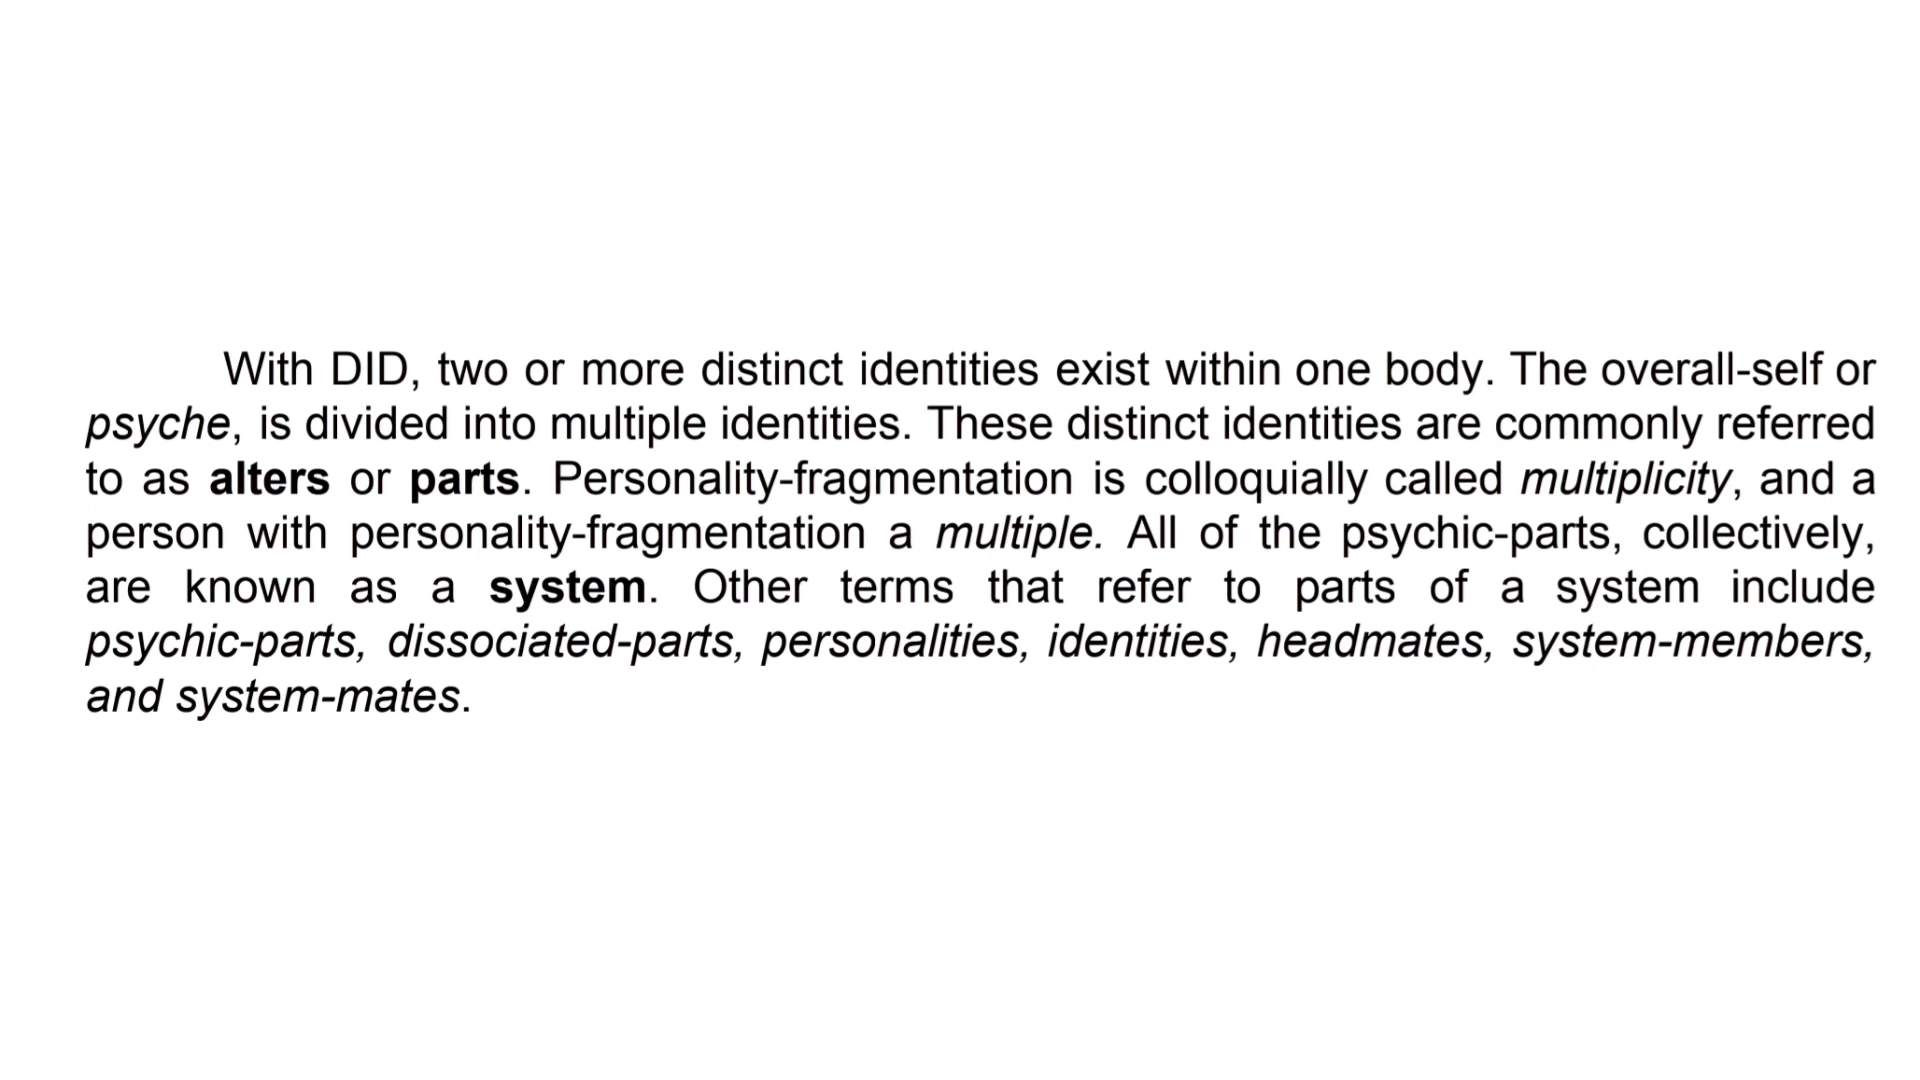 With DID, two or more distinct identities exist within one body. The overall-self or
psyche, is divided into multiple identities. These distinct identities are commonly referred
to as alters or parts. Personality-fragmentation is colloquially called multiplicity, and a
person with personality-fragmentation a multiple. All of the psychic-parts, collectively,
are known as a system. Other terms that refer to parts of a system include
psychic-parts, dissociated-parts, personalities, identities, headmates, system-members,
and system-mates.